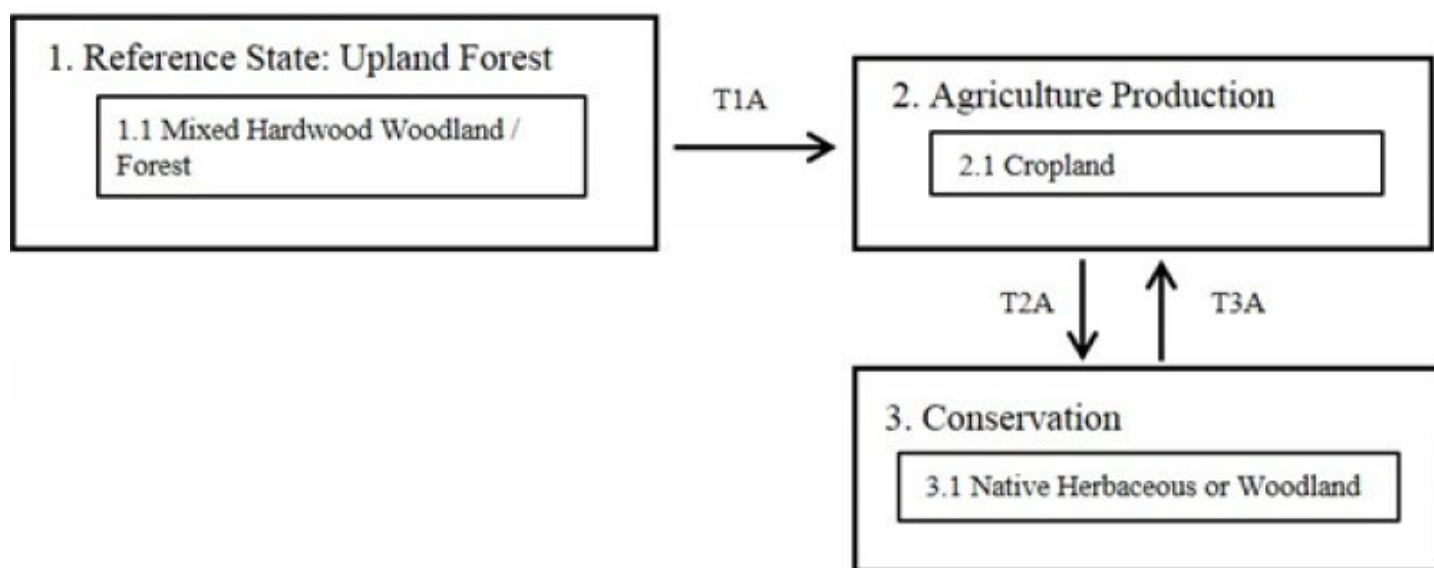 1. Reference State: Upland Forest
1.1 Mixed Hardwood Woodland /
Forest
T1A
2. Agriculture Production
2.1 Cropland
T2A
T3A
3. Conservation
3.1 Native Herbaceous or Woodland